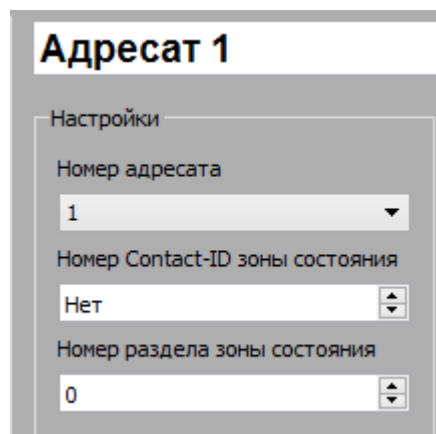 Адресат 1
Настройки
Номер адресата
1
Номер Contact-ID зоны состояния
Нет
Номер раздела зоны состояния
0